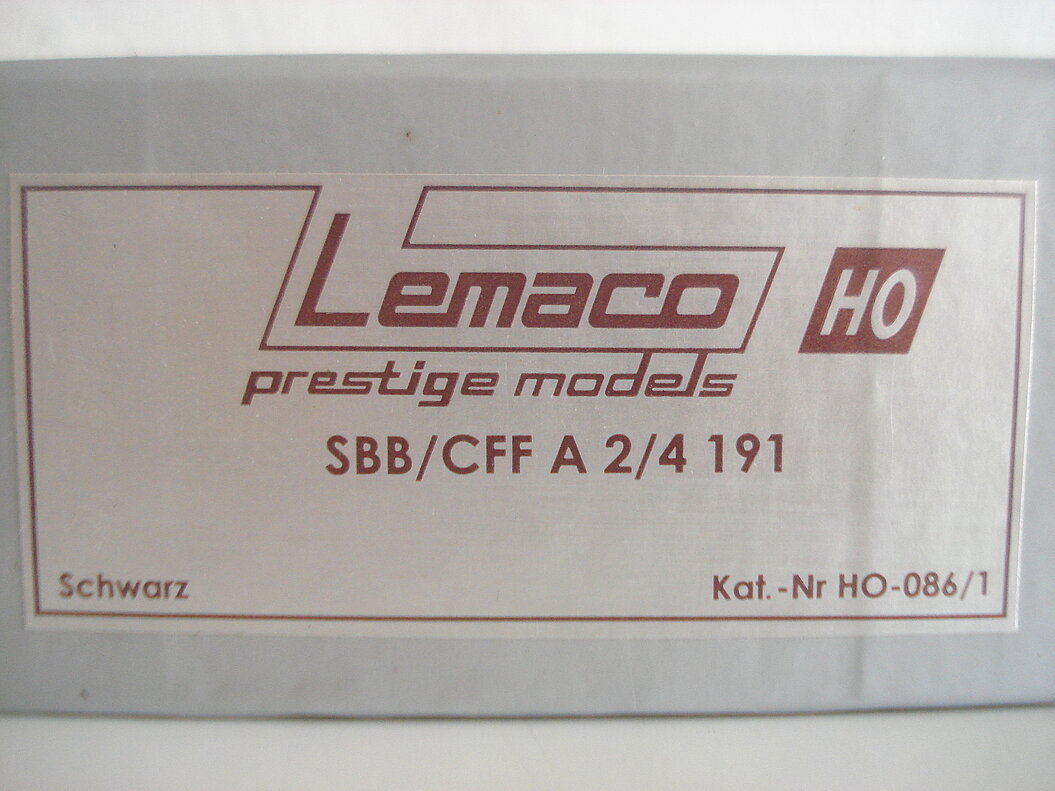 Lemaco HO
prestige models
SBB/CFF A 2/4 191
Schwarz
Kat.-Nr HO-086/1